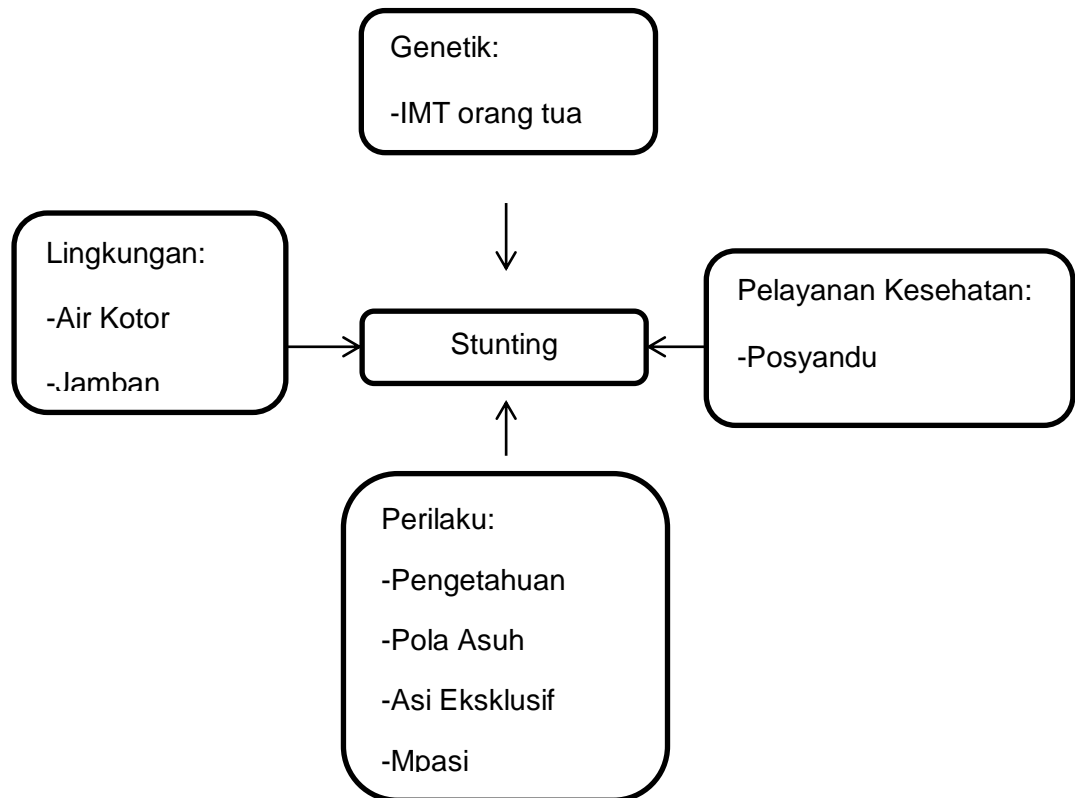 Genetik:
-IMT orang tua
Lingkungan:
-Air Kotor
-Jamban
Stunting
Pelayanan Kesehatan:
-Posyandu
Perilaku:
-Pengetahuan
-Pola Asuh
-Asi Eksklusif
-Mpasi